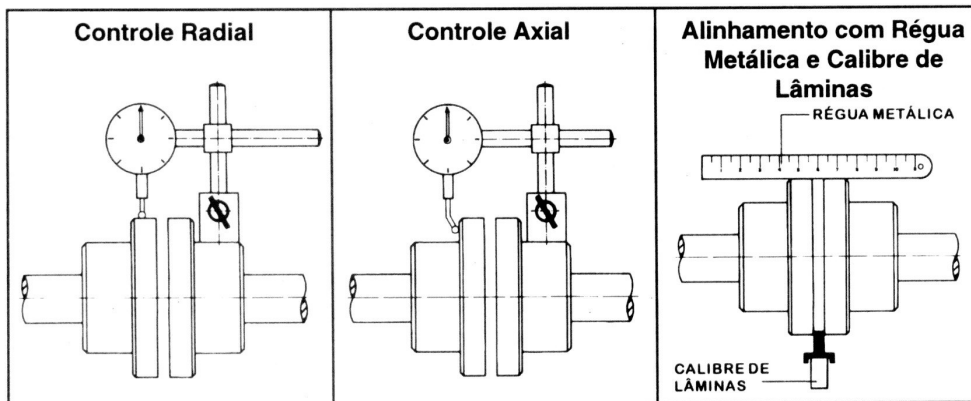 Controle Radial
Controle Axial
Alinhamento com Régua
Metálica e Calibre de
Lâminas
RÉGUA METÁLICA
CALIBRE DE
LÂMINAS